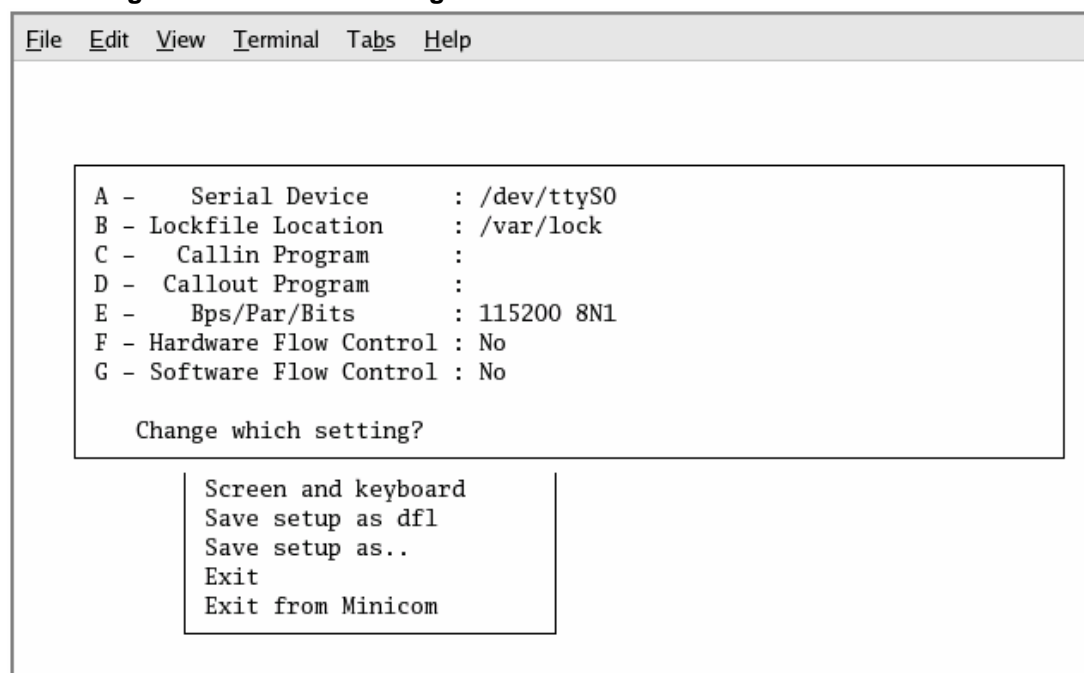 File Edit View Terminal Tabs Help
A - Serial Device : /dev/ttyS0
B - Lockfile Location : /var/lock
C - Callin Program :
D - Callout Program :
E - Bps/Par/Bits : 115200 8N1
F - Hardware Flow Control : No
G - Software Flow Control : No
Change which setting?
Screen and keyboard
Save setup as dfl
Save setup as..
Exit
Exit from Minicom